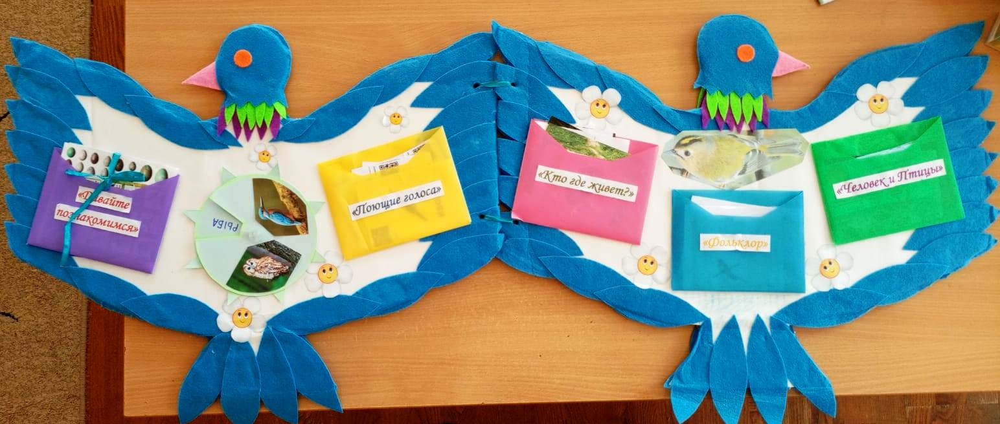 «Давайте
познакомимся»
РЫБА
«Поющие голоса»
«Кто где живет?»
«Фольклор»
«Человек и Птицы»